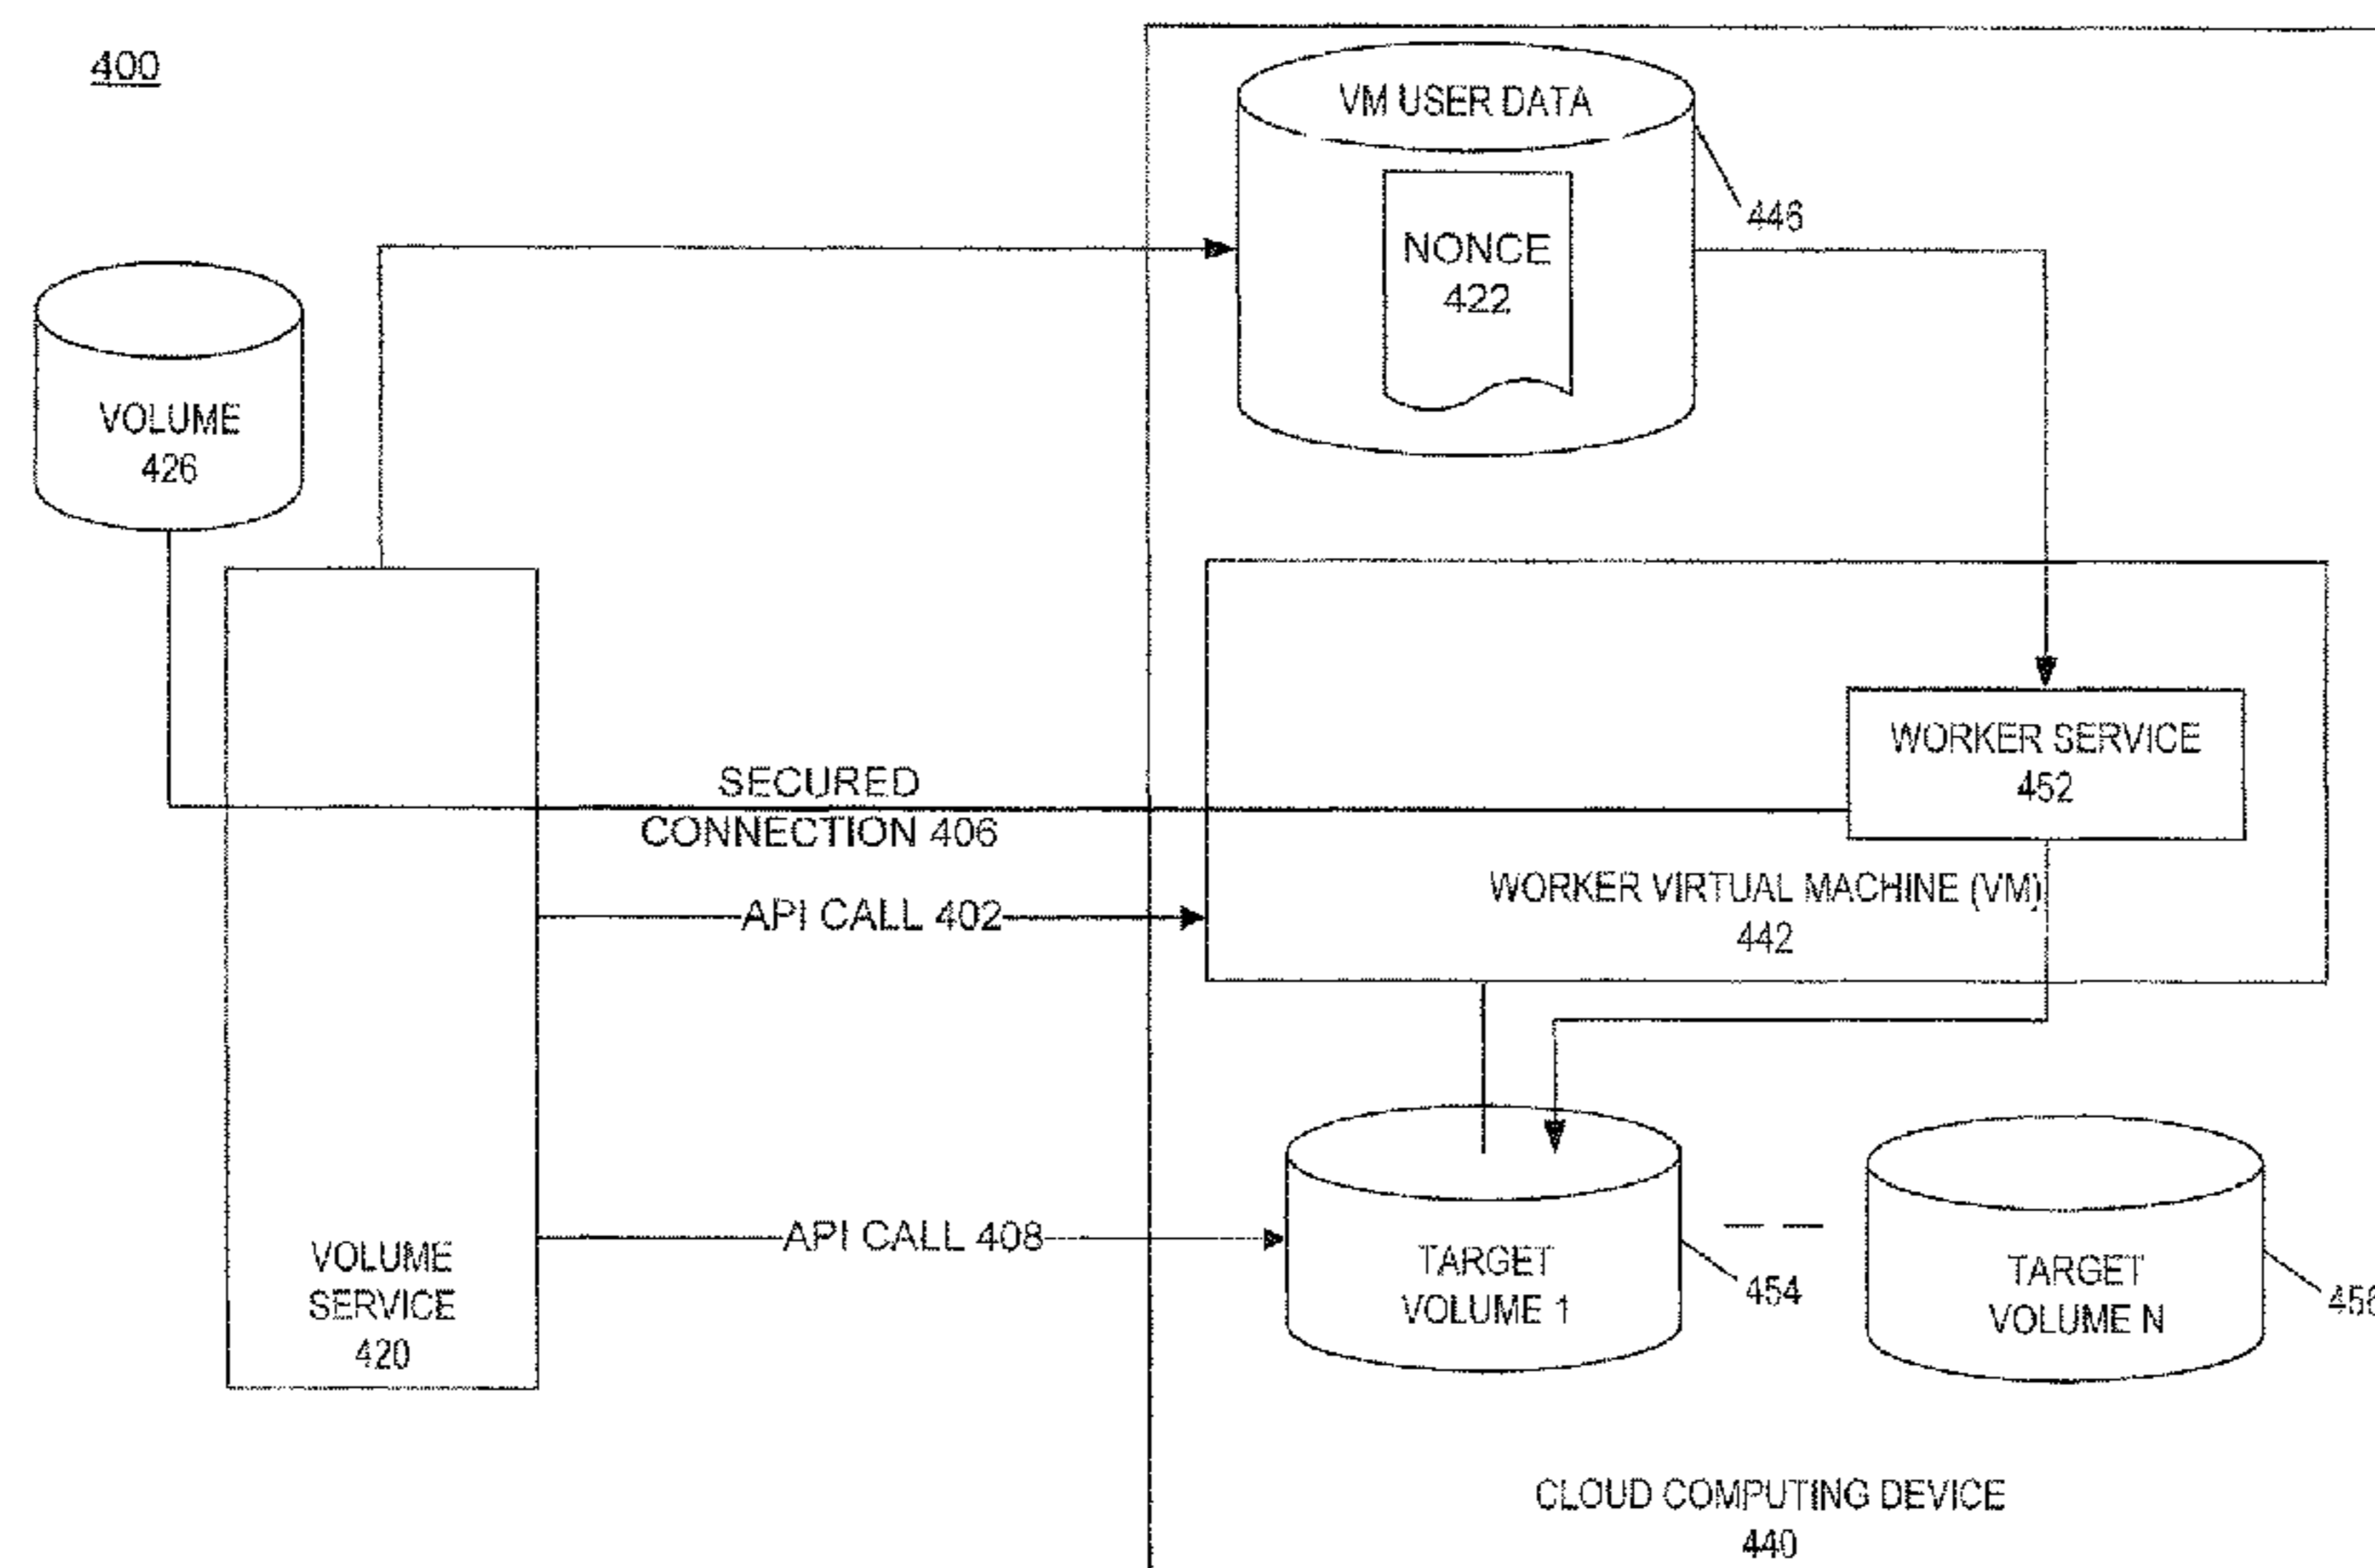 400
VM USER DATA
446
NONCE
422
VOLUME
426
WORKER SERVICE
452
SECURED
CONNECTION 406
WORKER VIRTUAL MACHINE (VM)
442
API CALL 402
API CALL 408
VOLUME
SERVICE
420
TARGET
VOLUME 1
454
TARGET
VOLUME N
CLOUD COMPUTING DEVICE
440